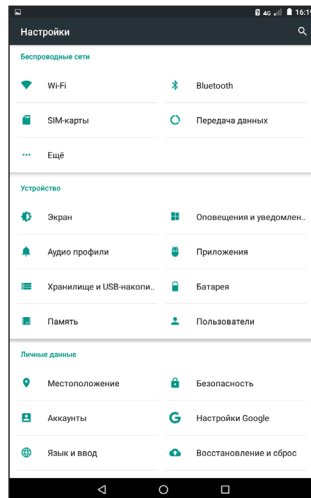 4G 16:19
Настройки
Беспроводные сети
Wi-Fi Bluetooth
SIM-карты Передача данных
Ещё
Устройство
Экран Оповещения и уведомлен..
Аудио профили Приложения
Хранилище и USB-накопи.. Батарея
Память Пользователи
Личные данные
Местоположение Безопасность
Аккаунты Настройки Google
Язык и ввод Восстановление и сброс